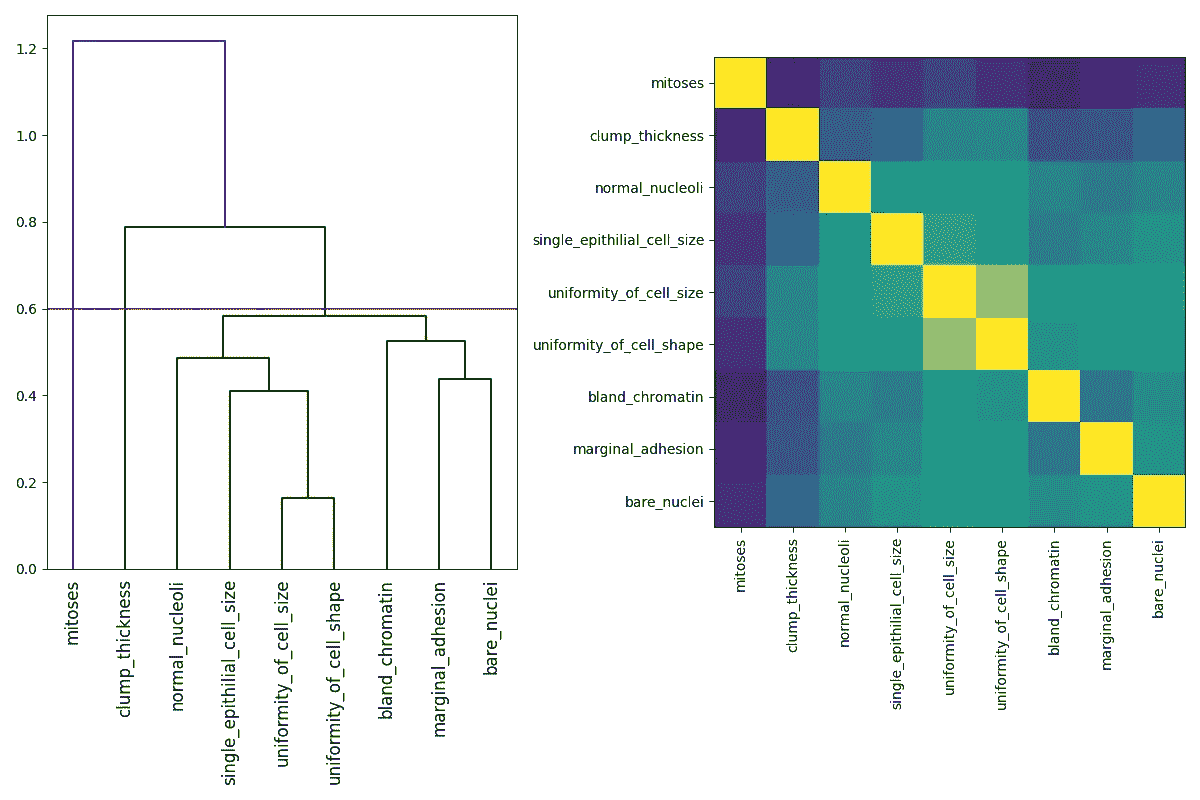 1.2
1.0
0.8
0.6
0.4
0.2
0.0
mitoses
clump_thickness
normal_nucleoli
single_epithilial_cell_size
uniformity_of_cell_size
uniformity_of_cell_shape
bland_chromatin
marginal_adhesion
bare_nuclei
mitoses
clump_thickness
normal_nucleoli
single_epithilial_cell_size
uniformity_of_cell_size
uniformity_of_cell_shape
bland_chromatin
marginal_adhesion
bare_nuclei
mitoses
clump_thickness
normal_nucleoli
single_epithilial_cell_size
uniformity_of_cell_size
uniformity_of_cell_shape
bland_chromatin
marginal_adhesion
bare_nuclei